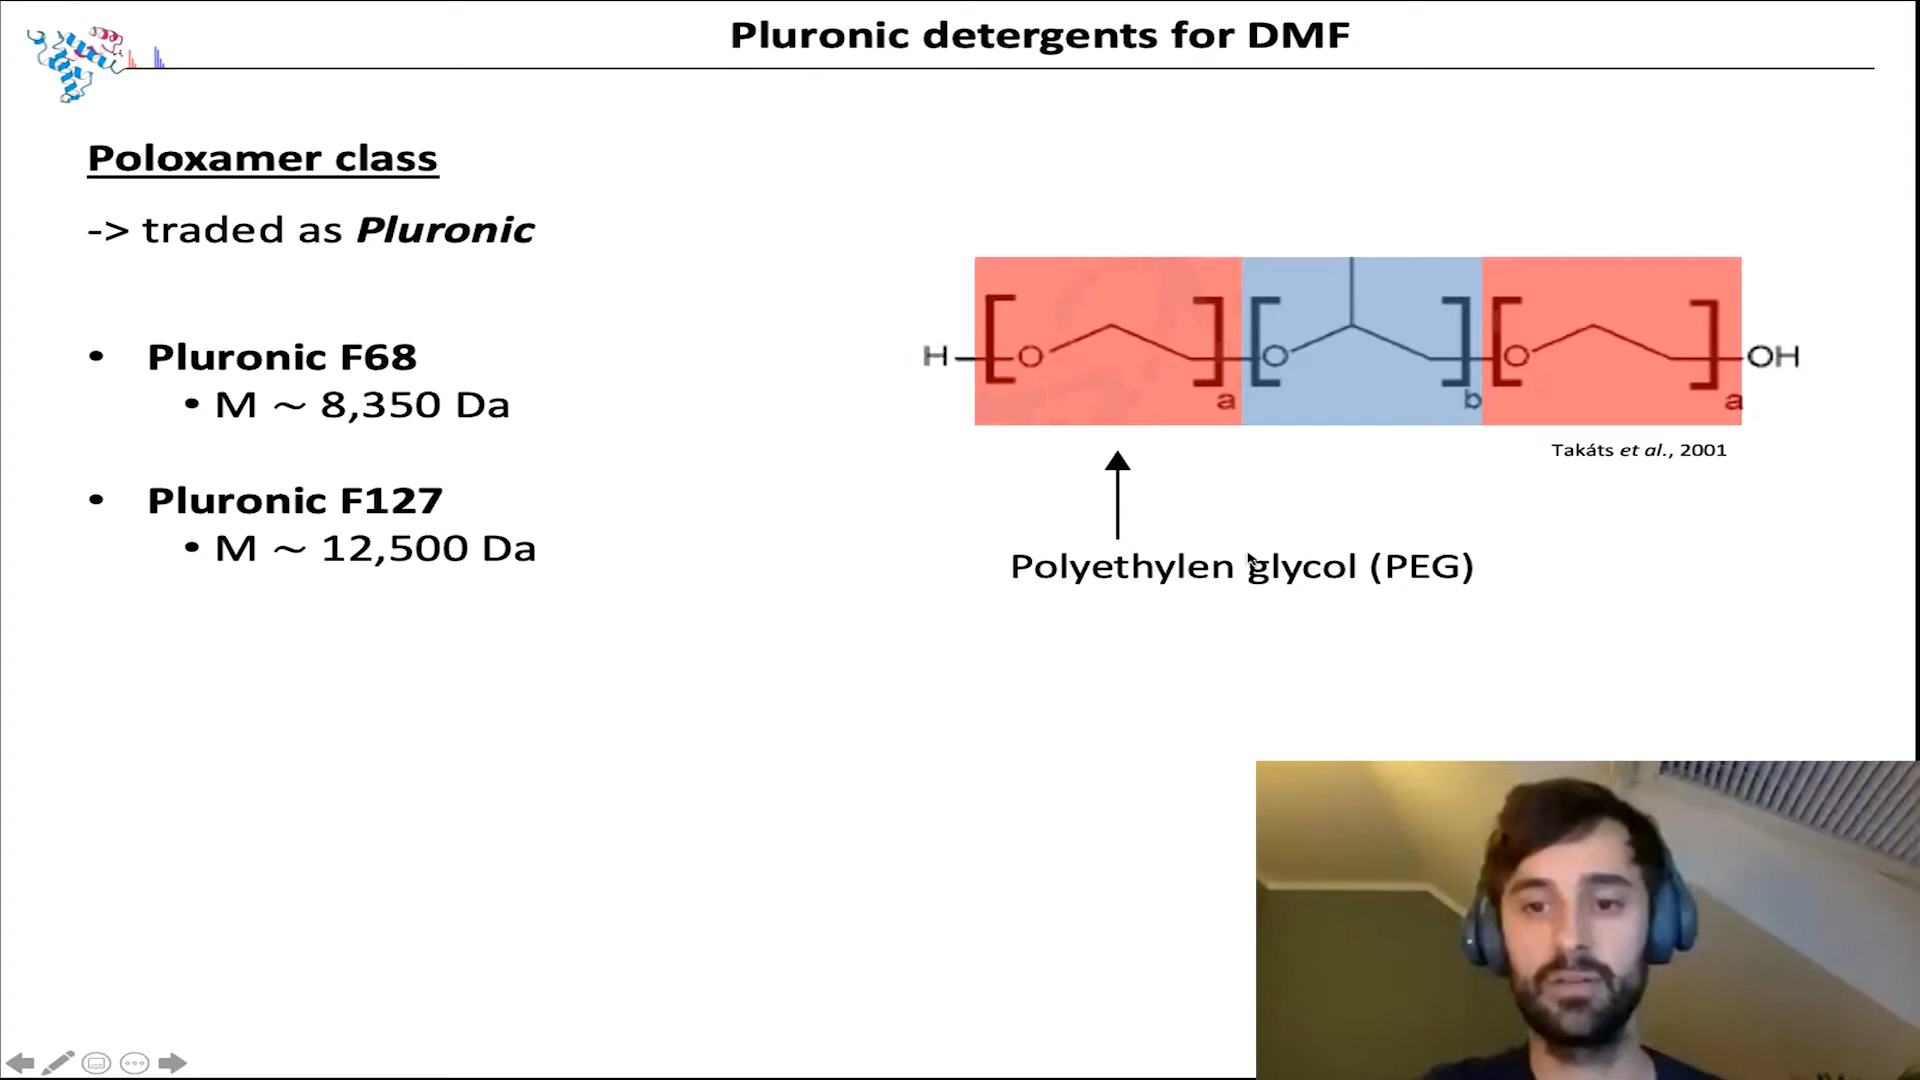 Pluronic detergents for DMF
Poloxamer class
-> traded as Pluronic
• Pluronic F68
• M ~ 8,350 Da
• Pluronic F127
• M ~ 12,500 Da
H O a O b O a OH
Takáts et al., 2001
Polyethylen glycol (PEG)